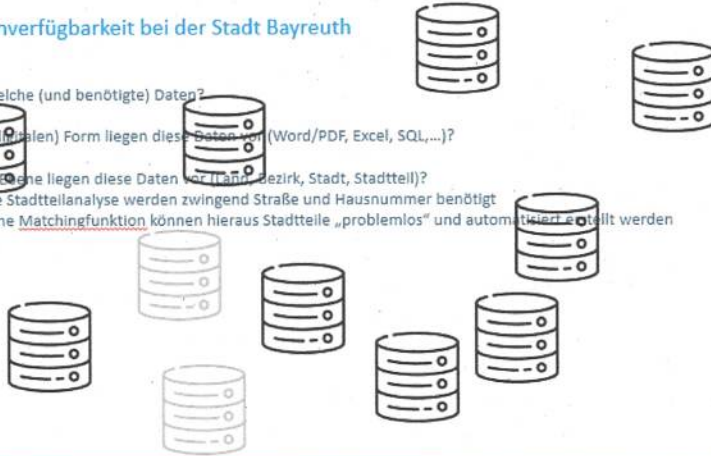 nverfügbarkeit bei der Stadt Bayreuth
elche (und benötigte) Daten?
italen) Form liegen diese Daten vor (Word/PDF, Excel, SQL,...)?
Ebene liegen diese Daten vor (Land, Bezirk, Stadt, Stadtteil)?
e Stadtteilanalyse werden zwingend Straße und Hausnummer benötigt
ne Matchingfunktion können hieraus Stadtteile „problemlos" und automatisiert erstellt werden